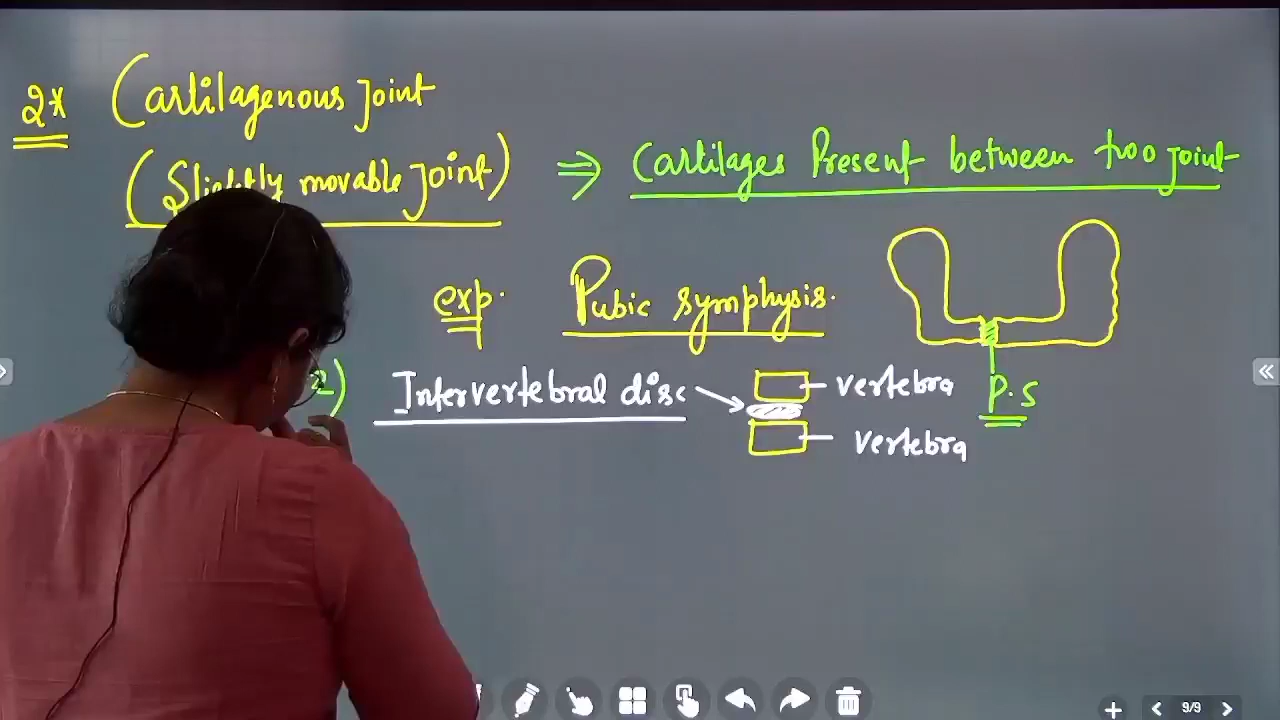 2* Cartilagenous Joint
(Slightly movable Joint) ⇒ Cartilages Present between two Joint
exp. Pubic symphysis.
2) Intervertebral disc → vertebra P.S
vertebra
9/9